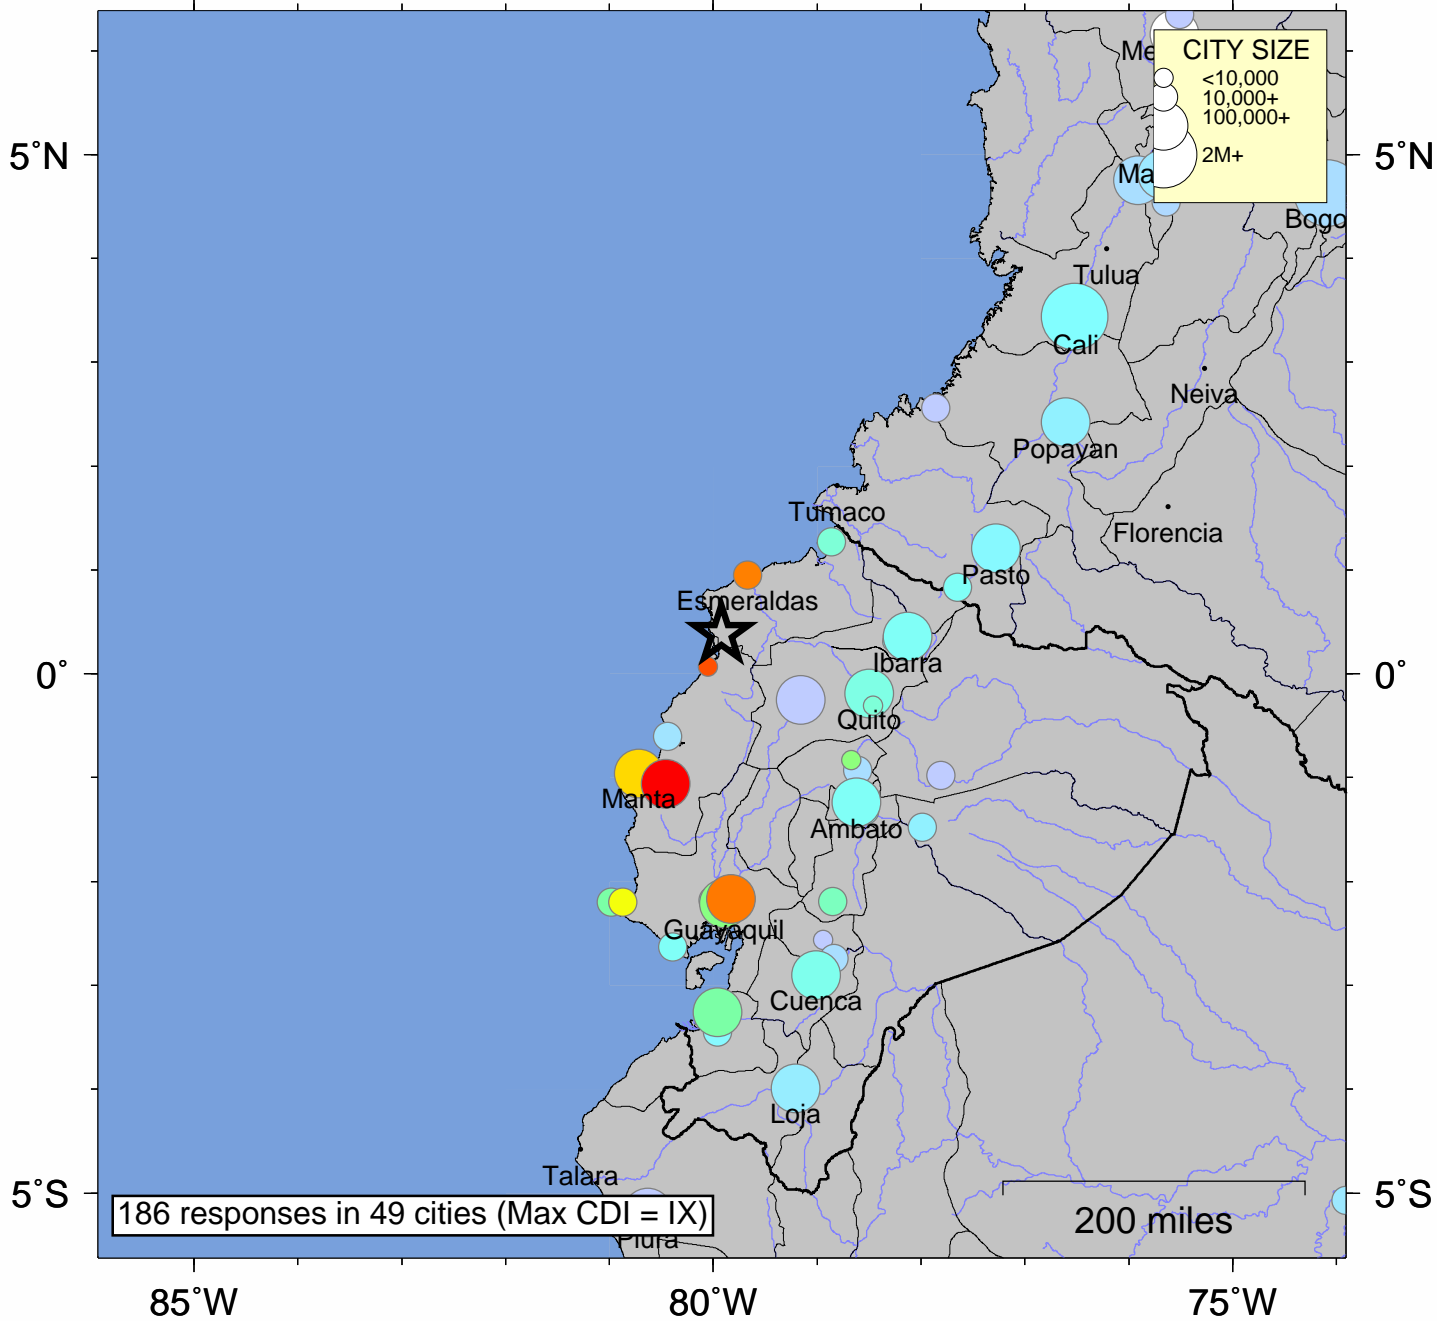 Me
CITY SIZE
<10,000
10,000+
100,000+
2M+
5°N
5°N
Ma
Bogo
Tulua
Cali
Neiva
Popayan
Tumaco
Florencia
Pasto
Esmeraldas
Ibarra
0°
0°
Quito
Manta
Ambato
Guayaquil
Cuenca
Loja
Talara
5°S
5°S
186 responses in 49 cities (Max CDI = IX)
200 miles
Piura
85°W
80°W
75°W